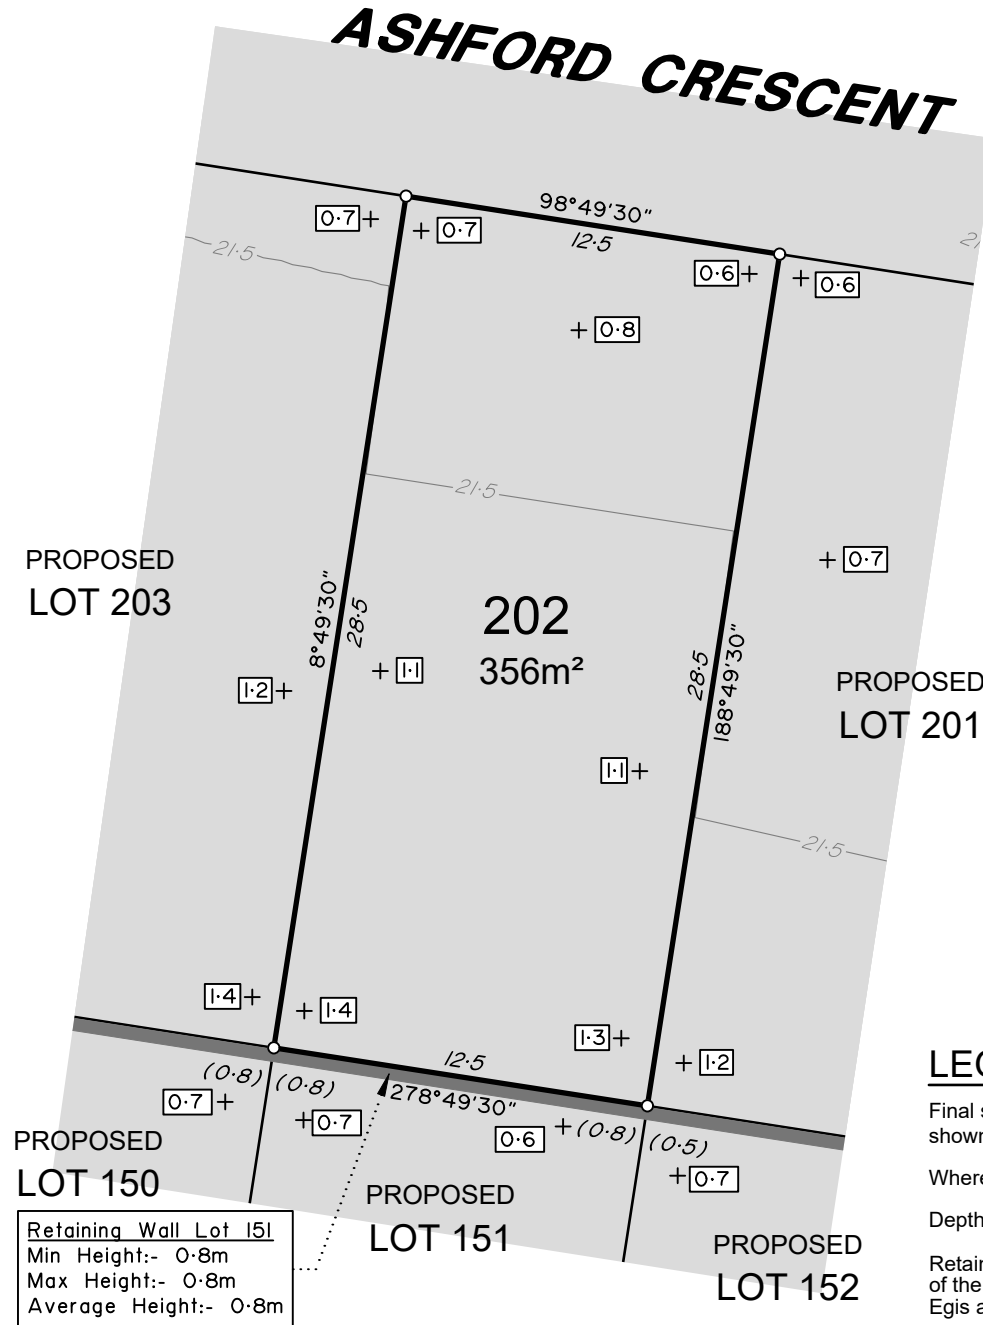 ASHFORD CRESCENT
98°49'30"
12·5
0·7
0·7
0·6
0·6
21·5
0·8
21·5
PROPOSED
LOT 203
8°49'30"
28·5
202
356m²
0·7
28·5
188°49'30"
PROPOSED
LOT 201
1·1
1·2
1·1
21·5
1·4
1·4
1·3
1·2
12·5
278°49'30"
(0·8)
(0·8)
(0·8)
(0·5)
0·7
0·7
0·6
0·7
PROPOSED
LOT 150
PROPOSED
LOT 151
PROPOSED
LOT 152
Retaining Wall Lot 151
Min Height:- 0·8m
Max Height:- 0·8m
Average Height:- 0·8m
Final
Where
Depth
of the
Egis